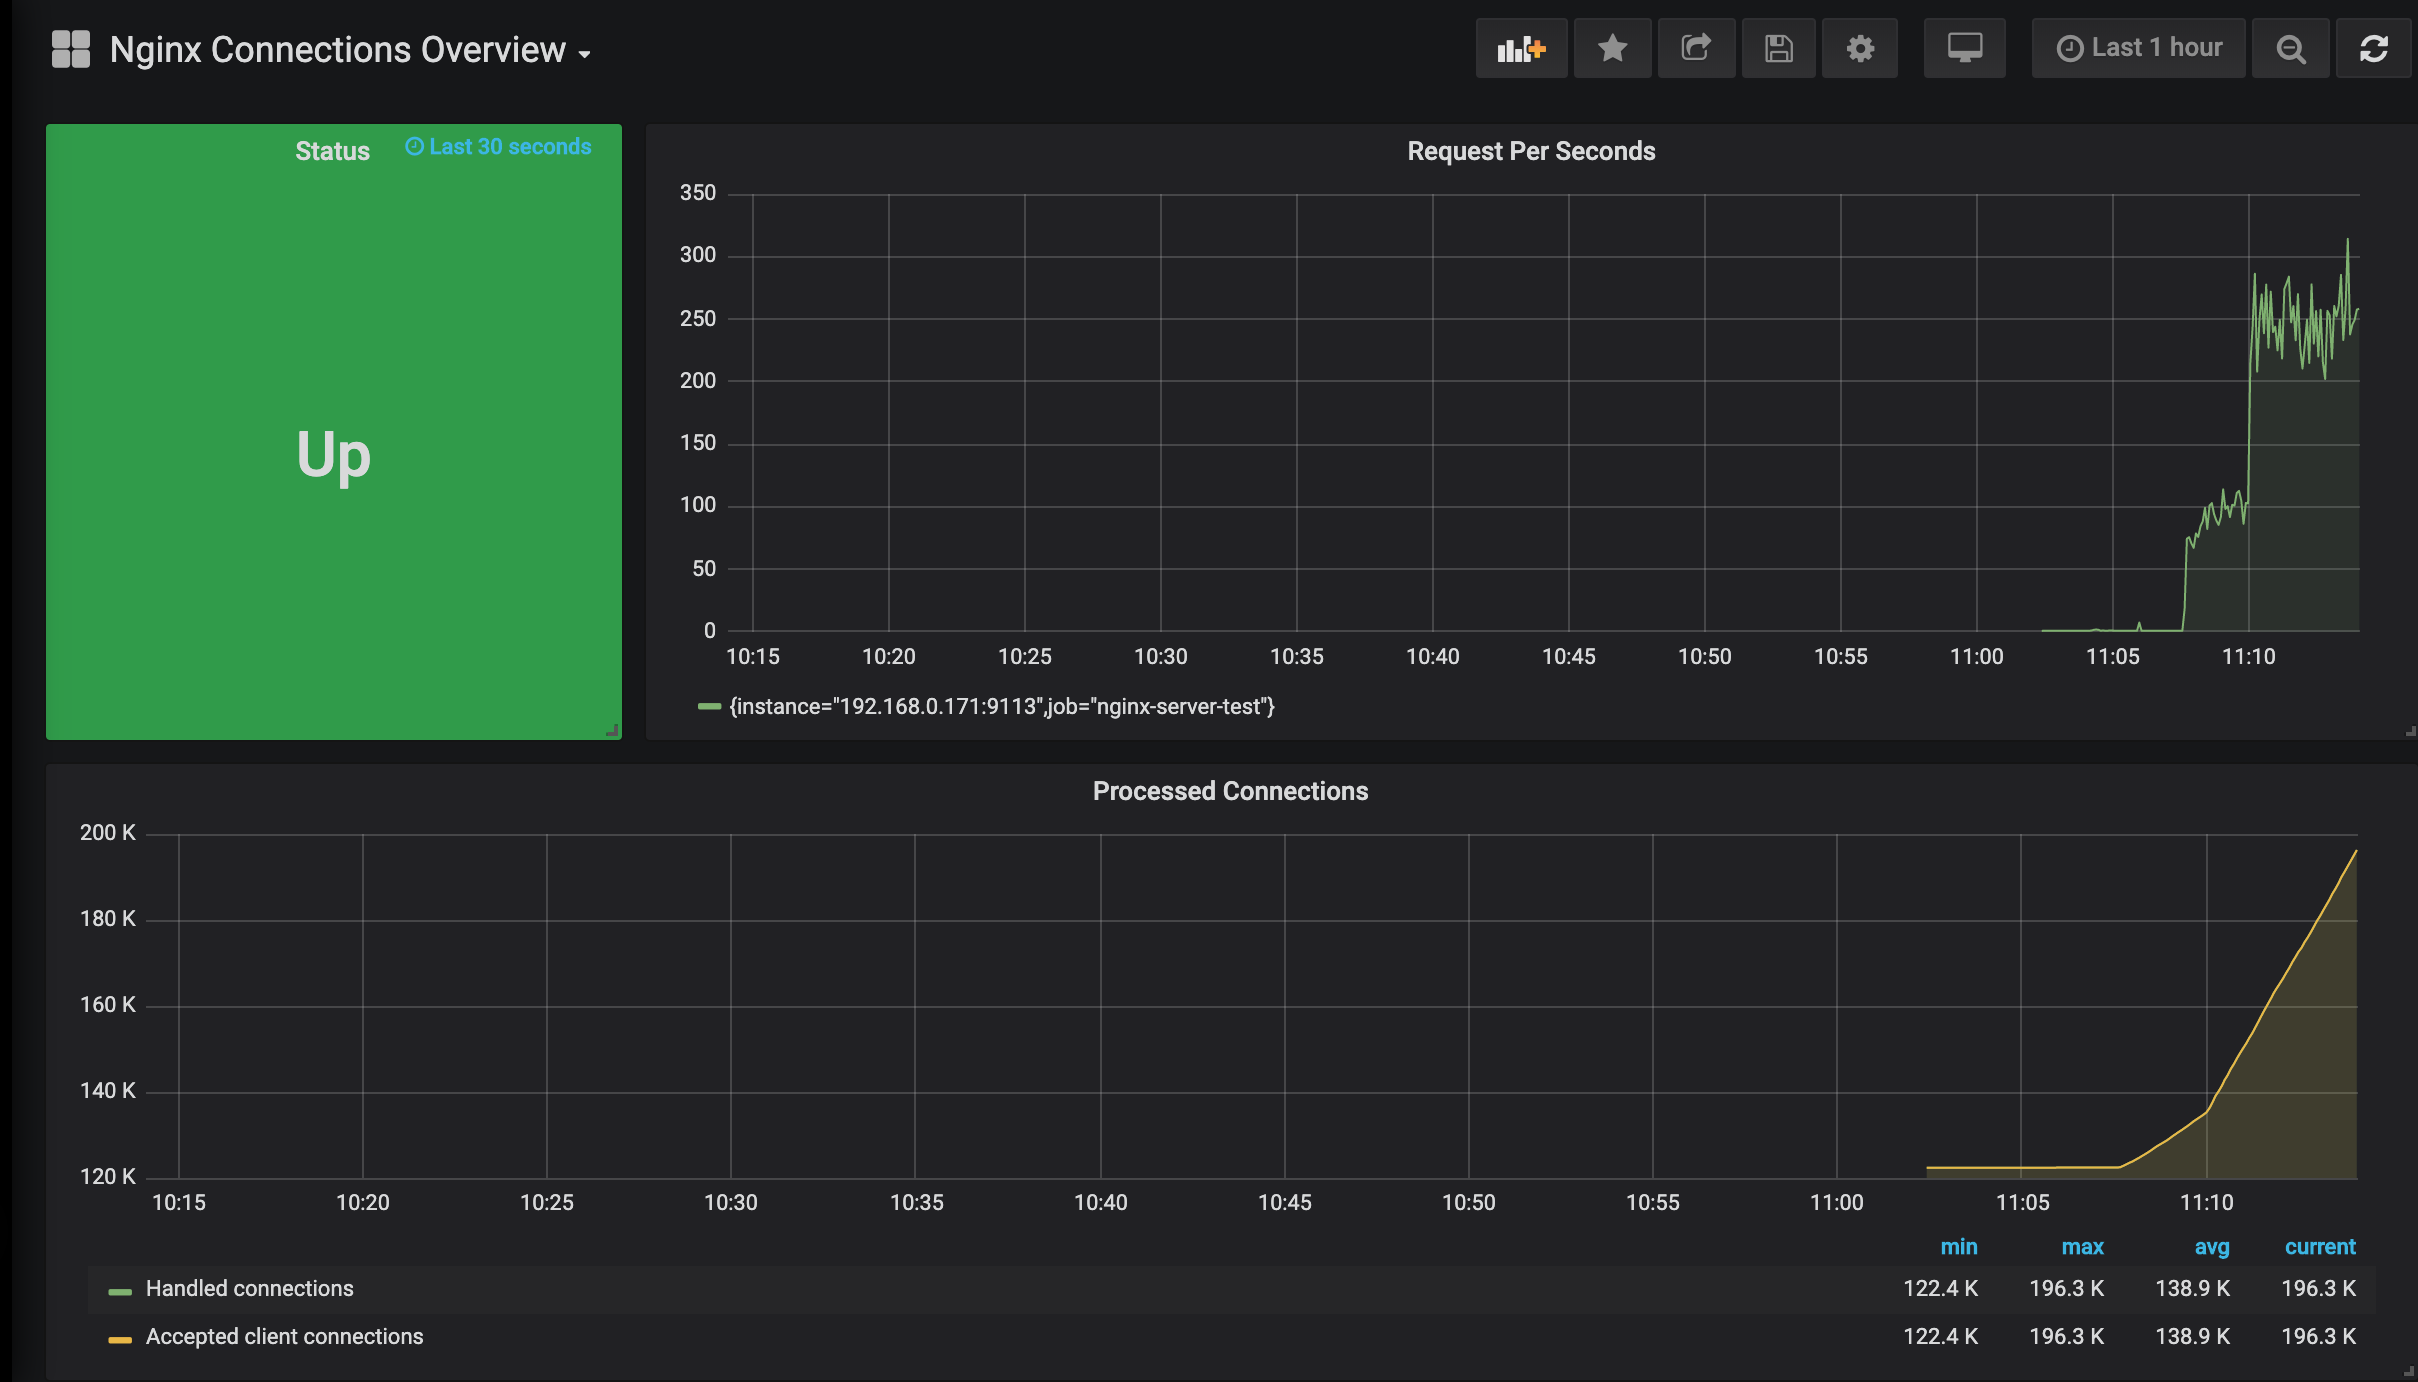 Nginx Connections Overview
Last 1 hour
Status
Last 30 seconds
Up
Request Per Seconds
350
300
250
200
150
100
50
0
10:15 10:20 10:25 10:30 10:35 10:40 10:45 10:50 10:55 11:00 11:05 11:10
{instance="192.168.0.171:9113",job="nginx-server-test"}
Processed Connections
200 K
180 K
160 K
140 K
120 K
10:15 10:20 10:25 10:30 10:35 10:40 10:45 10:50 10:55 11:00 11:05 11:10
min max avg current
Handled connections 122.4 K 196.3 K 138.9 K 196.3 K
Accepted client connections 122.4 K 196.3 K 138.9 K 196.3 K